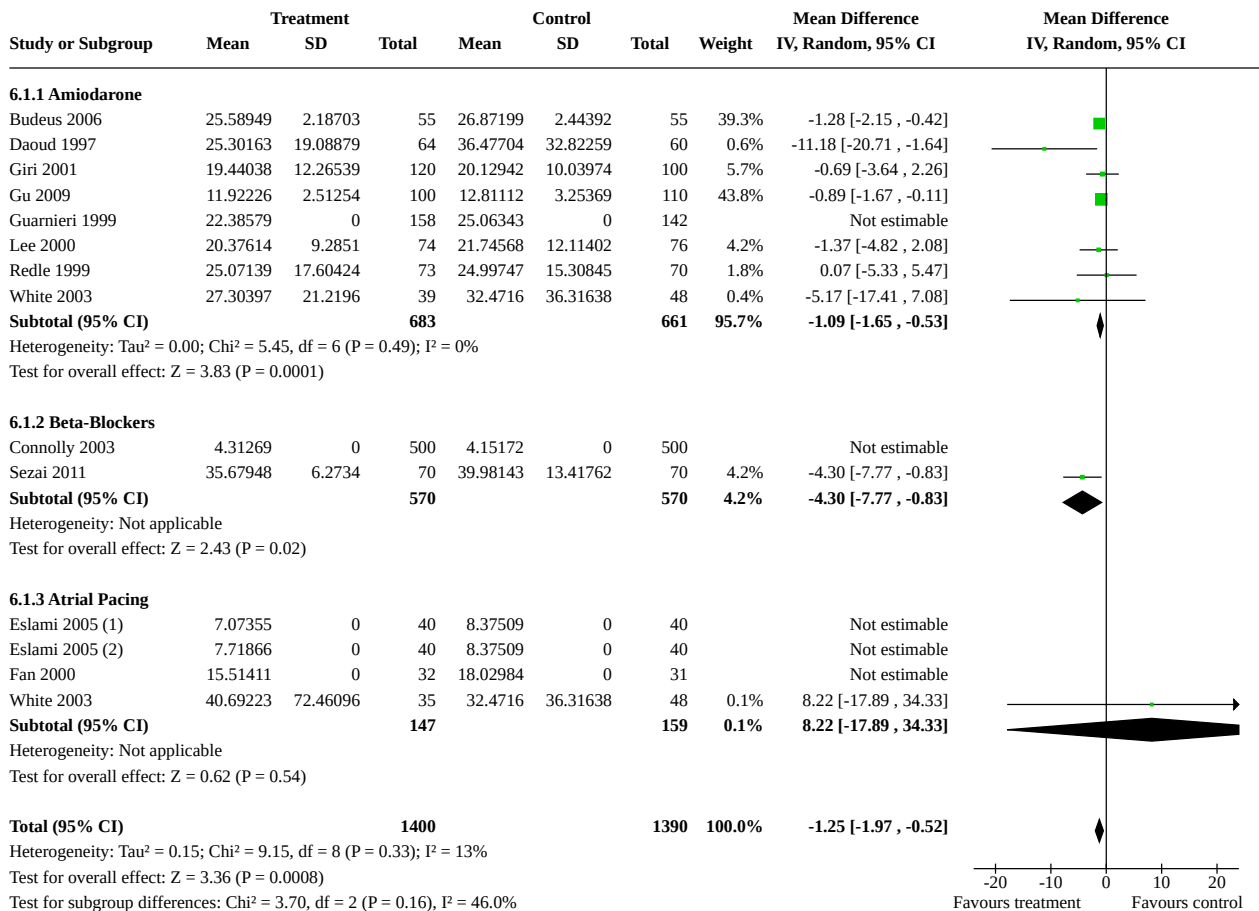 Treatment Control Mean Difference Mean Difference
Study or Subgroup Mean SD Total Mean SD Total Weight IV, Random, 95% CI IV, Random, 95% CI
6.1.1 Amiodarone
Budeus 2006 25.58949 2.18703 55 26.87199 2.44392 55 39.3% -1.28 [-2.15 , -0.42]
Daoud 1997 25.30163 19.08879 64 36.47704 32.82259 60 0.6% -11.18 [-20.71 , -1.64]
Giri 2001 19.44038 12.26539 120 20.12942 10.03974 100 5.7% -0.69 [-3.64 , 2.26]
Gu 2009 11.92226 2.51254 100 12.81112 3.25369 110 43.8% -0.89 [-1.67 , -0.11]
Guarnieri 1999 22.38579 0 158 25.06343 0 142 Not estimable
Lee 2000 20.37614 9.2851 74 21.74568 12.11402 76 4.2% -1.37 [-4.82 , 2.08]
Redle 1999 25.07139 17.60424 73 24.99747 15.30845 70 1.8% 0.07 [-5.33 , 5.47]
White 2003 27.30397 21.2196 39 32.4716 36.31638 48 0.4% -5.17 [-17.41 , 7.08]
Subtotal (95% CI) 683 661 95.7% -1.09 [-1.65 , -0.53]
Heterogeneity: Tau² = 0.00; Chi² = 5.45, df = 6 (P = 0.49); I² = 0%
Test for overall effect: Z = 3.83 (P = 0.0001)
6.1.2 Beta-Blockers
Connolly 2003 4.31269 0 500 4.15172 0 500 Not estimable
Sezai 2011 35.67948 6.2734 70 39.98143 13.41762 70 4.2% -4.30 [-7.77 , -0.83]
Subtotal (95% CI) 570 570 4.2% -4.30 [-7.77 , -0.83]
Heterogeneity: Not applicable
Test for overall effect: Z = 2.43 (P = 0.02)
6.1.3 Atrial Pacing
Eslami 2005 (1) 7.07355 0 40 8.37509 0 40 Not estimable
Eslami 2005 (2) 7.71866 0 40 8.37509 0 40 Not estimable
Fan 2000 15.51411 0 32 18.02984 0 31 Not estimable
White 2003 40.69223 72.46096 35 32.4716 36.31638 48 0.1% 8.22 [-17.89 , 34.33]
Subtotal (95% CI) 147 159 0.1% 8.22 [-17.89 , 34.33]
Heterogeneity: Not applicable
Test for overall effect: Z = 0.62 (P = 0.54)
Total (95% CI) 1400 1390 100.0% -1.25 [-1.97 , -0.52]
Heterogeneity: Tau² = 0.15; Chi² = 9.15, df = 8 (P = 0.33); I² = 13%
Test for overall effect: Z = 3.36 (P = 0.0008) -20 -10 0 10 20
Test for subgroup differences: Chi² = 3.70, df = 2 (P = 0.16), I² = 46.0% Favours treatment Favours control